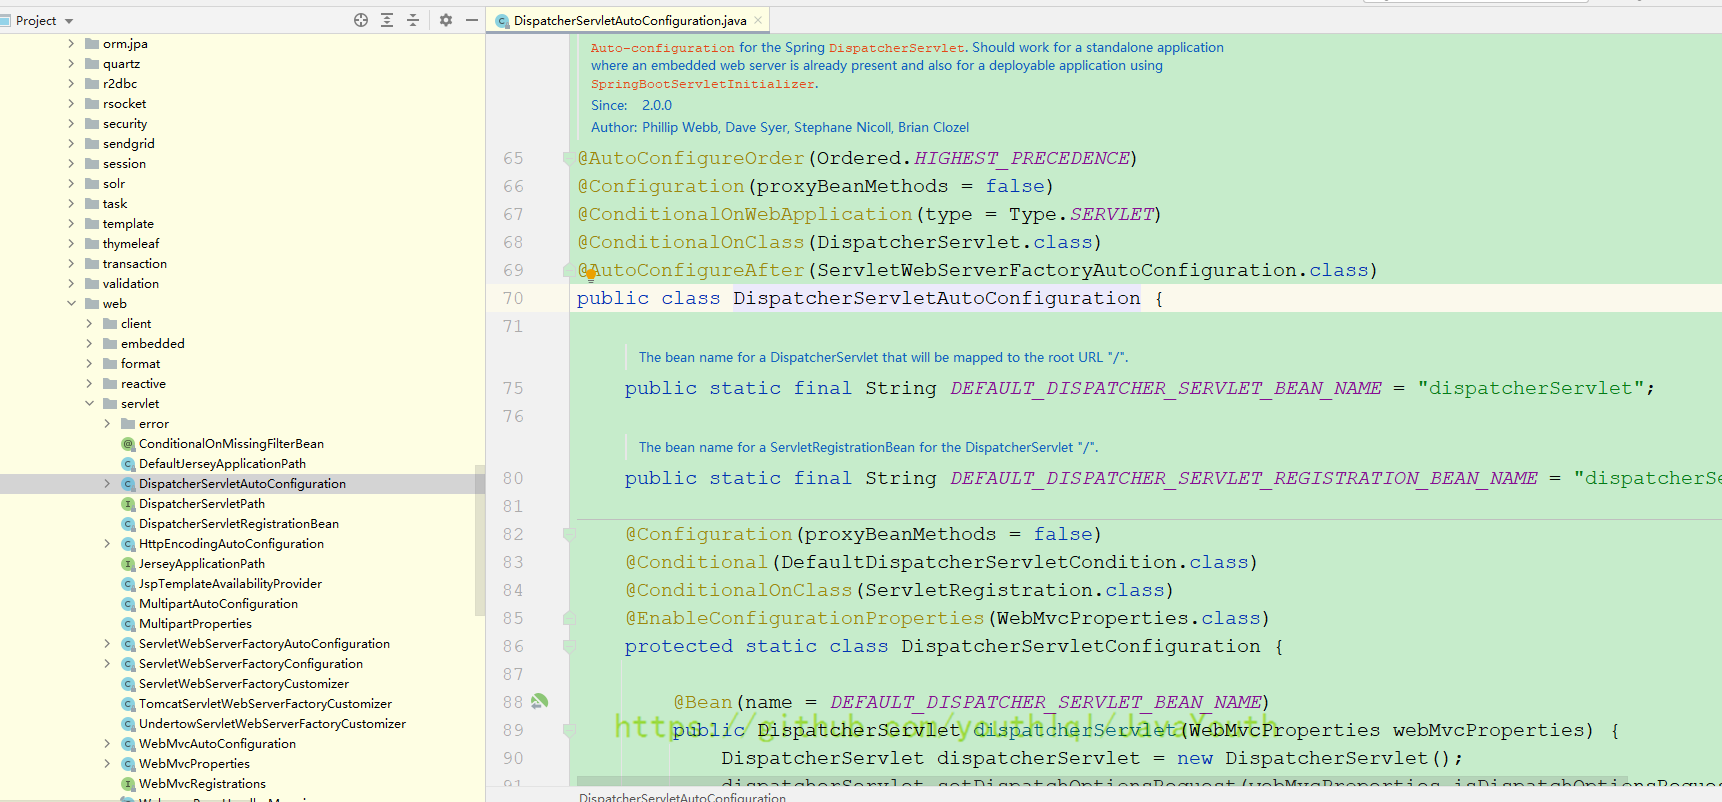 Project
DispatcherServletAutoConfiguration.java
orm.jpa
quartz
r2dbc
rsocket
security
sendgrid
session
solr
task
template
thymeleaf
transaction
validation
web
client
embedded
format
reactive
servlet
error
ConditionalOnMissingFilterBean
DefaultJerseyApplicationPath
DispatcherServletAutoConfiguration
DispatcherServletPath
DispatcherServletRegistrationBean
HttpEncodingAutoConfiguration
JerseyApplicationPath
JspTemplateAvailabilityProvider
MultipartAutoConfiguration
MultipartProperties
ServletWebServerFactoryAutoConfiguration
ServletWebServerFactoryConfiguration
ServletWebServerFactoryCustomizer
TomcatServletWebServerFactoryCustomizer
UndertowServletWebServerFactoryCustomizer
WebMvcAutoConfiguration
WebMvcProperties
WebMvcRegistrations
Auto-configuration for the Spring DispatcherServlet. Should work for a standalone application
where an embedded web server is already present and also for a deployable application using
SpringBootServletInitializer.
Since: 2.0.0
Author: Phillip Webb, Dave Syer, Stephane Nicoll, Brian Clozel
65 @AutoConfigureOrder(Ordered.HIGHEST_PRECEDENCE)
66 @Configuration(proxyBeanMethods = false)
67 @ConditionalOnWebApplication(type = Type.SERVLET)
68 @ConditionalOnClass(DispatcherServlet.class)
69 @AutoConfigureAfter(ServletWebServerFactoryAutoConfiguration.class)
70 public class DispatcherServletAutoConfiguration {
71
The bean name for a DispatcherServlet that will be mapped to the root URL "/".
75 public static final String DEFAULT_DISPATCHER_SERVLET_BEAN_NAME = "dispatcherServlet";
76
The bean name for a ServletRegistrationBean for the DispatcherServlet "/".
80 public static final String DEFAULT_DISPATCHER_SERVLET_REGISTRATION_BEAN_NAME = "dispatcherSe
81
82 @Configuration(proxyBeanMethods = false)
83 @Conditional(DefaultDispatcherServletCondition.class)
84 @ConditionalOnClass(ServletRegistration.class)
85 @EnableConfigurationProperties(WebMvcProperties.class)
86 protected static class DispatcherServletConfiguration {
87
88 @Bean(name = DEFAULT_DISPATCHER_SERVLET_BEAN_NAME)
https://github.com/youthlql/JavaYouth
89 public DispatcherServlet dispatcherServlet(WebMvcProperties webMvcProperties) {
90 DispatcherServlet dispatcherServlet = new DispatcherServlet();
91 dispatcherServlet.setDispatchOptionsRequest(webMvcProperties.isDispatchOptionsReque
DispatcherServletAutoConfiguration